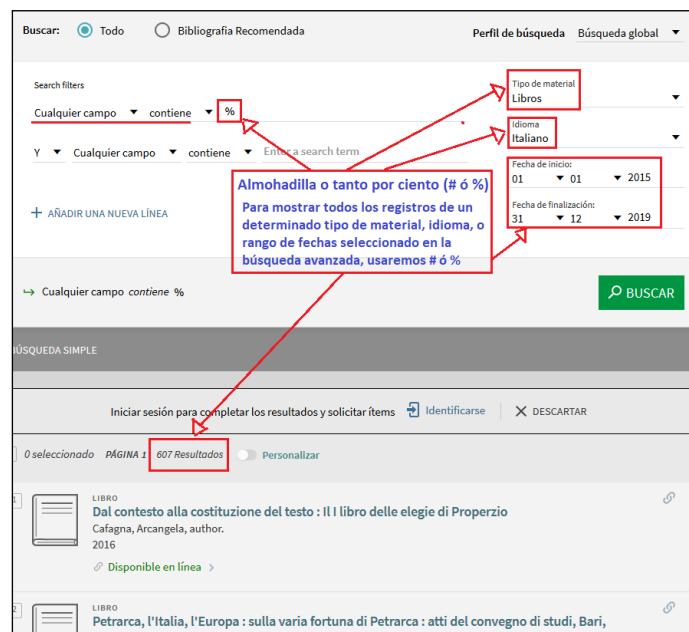 Buscar: Todo Bibliografia Recomendada
Perfil de búsqueda Búsqueda global
Search filters
Cualquier campo contiene %
Y Cualquier campo contiene Enter a search term
+ AÑADIR UNA NUEVA LÍNEA
Tipo de material
Libros
Idioma
Italiano
Fecha de inicio:
01 01 2015
Fecha de finalización:
31 12 2019
Almohadilla o tanto por ciento (# ó %)
Para mostrar todos los registros de un
determinado tipo de material, idioma, o
rango de fechas seleccionado en la
búsqueda avanzada, usaremos # ó %
Cualquier campo contiene %
BUSCAR
ÚSQUEDA SIMPLE
Iniciar sesión para completar los resultados y solicitar ítems Identificarse DESCARTAR
0 seleccionado PÁGINA 1 607 Resultados Personalizar
1
LIBRO
Dal contesto alla costituzione del testo : Il I libro delle elegie di Properzio
Cafagna, Arcangela, author.
2016
Disponible en línea >
2
LIBRO
Petrarca, l'Italia, l'Europa : sulla varia fortuna di Petrarca : atti del convegno di studi, Bari,